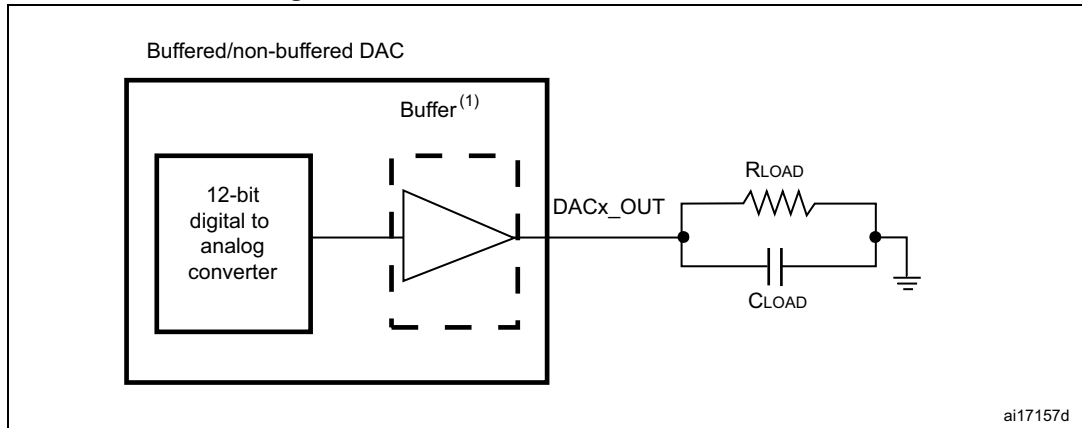 Buffered/non-buffered DAC
Buffer(1)
12-bit
digital to
analog
converter
DACx_OUT
RLOAD
CLOAD
ai17157d